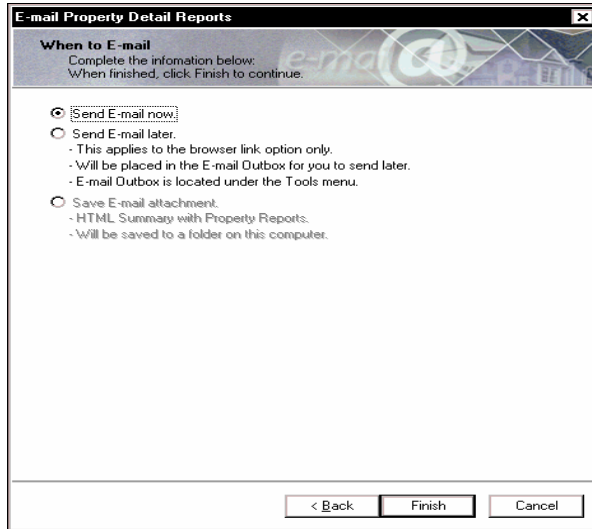 E-mail Property Detail Reports
When to E-mail
Complete the infomation below:
When finished, click Finish to continue.
e-mail @
Send E-mail now.
Send E-mail later.
- This applies to the browser link option only.
- Will be placed in the E-mail Outbox for you to send later.
- E-mail Outbox is located under the Tools menu.
Save E-mail attachment.
- HTML Summary with Property Reports.
- Will be saved to a folder on this computer.
< Back
Finish
Cancel